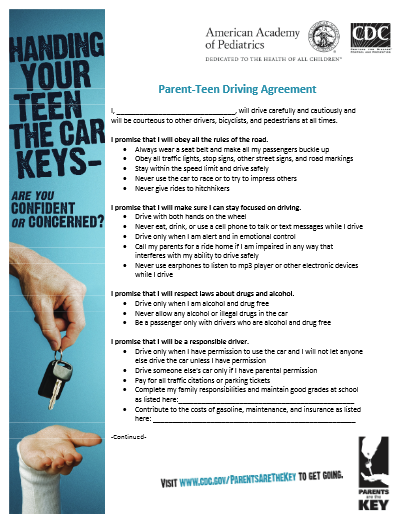 HANDING
YOUR
TEEN
THE CAR
KEYS-
ARE YOU
CONFIDENT
OR CONCERNED?
American Academy
of Pediatrics
DEDICATED TO THE HEALTH OF ALL CHILDREN™
CDC
Parent-Teen Driving Agreement
I, ______________________________, will drive carefully and cautiously and
will be courteous to other drivers, bicyclists, and pedestrians at all times.
I promise that I will obey all the rules of the road.
• Always wear a seat belt and make all my passengers buckle up
• Obey all traffic lights, stop signs, other street signs, and road markings
• Stay within the speed limit and drive safely
• Never use the car to race or to try to impress others
• Never give rides to hitchhikers
I promise that I will make sure I can stay focused on driving.
• Drive with both hands on the wheel
• Never eat, drink, or use a cell phone to talk or text messages while I drive
• Drive only when I am alert and in emotional control
• Call my parents for a ride home if I am impaired in any way that
interferes with my ability to drive safely
• Never use earphones to listen to mp3 player or other electronic devices
while I drive
I promise that I will respect laws about drugs and alcohol.
• Drive only when I am alcohol and drug free
• Never allow any alcohol or illegal drugs in the car
• Be a passenger only with drivers who are alcohol and drug free
I promise that I will be a responsible driver.
• Drive only when I have permission to use the car and I will not let anyone
else drive the car unless I have permission
• Drive someone else's car only if I have parental permission
• Pay for all traffic citations or parking tickets
• Complete my family responsibilities and maintain good grades at school
as listed here:______________________
• Contribute to the costs of gasoline, maintenance, and insurance as listed
here: ______________________
-Continued-
VISIT WWW.CDC.GOV/PARENTSARETHEKEY TO GET GOING.
PARENTS
ARE THE
KEY